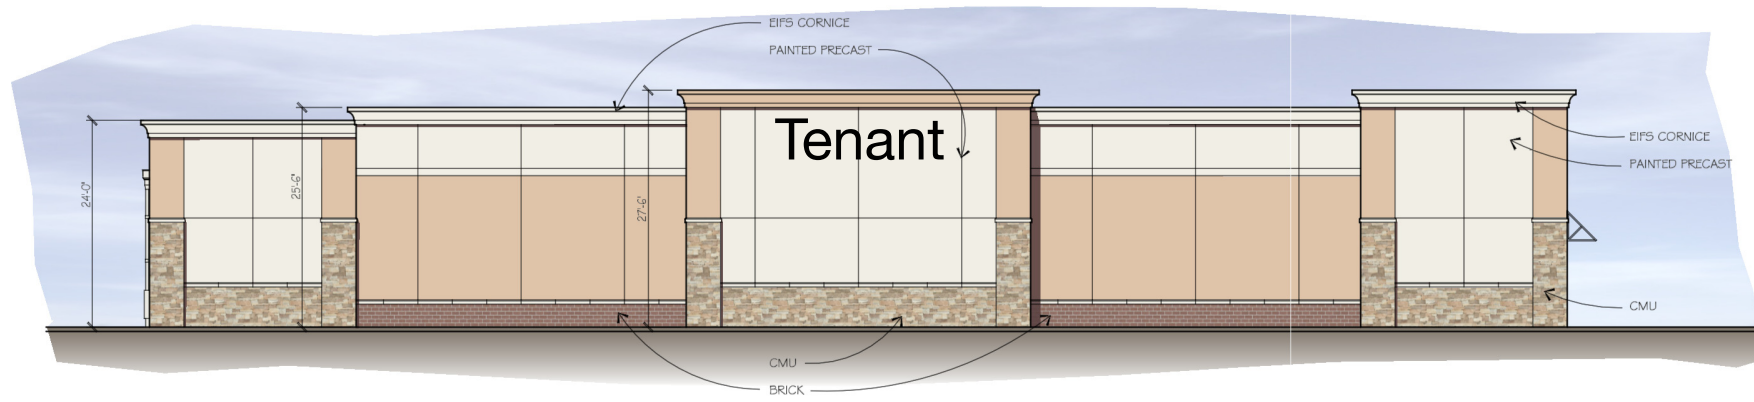 EIFS CORNICE
PAINTED PRECAST
Tenant
EIFS CORNICE
PAINTED PRECAST
24'-0"
25'-6"
27'-6"
CMU
CMU
BRICK